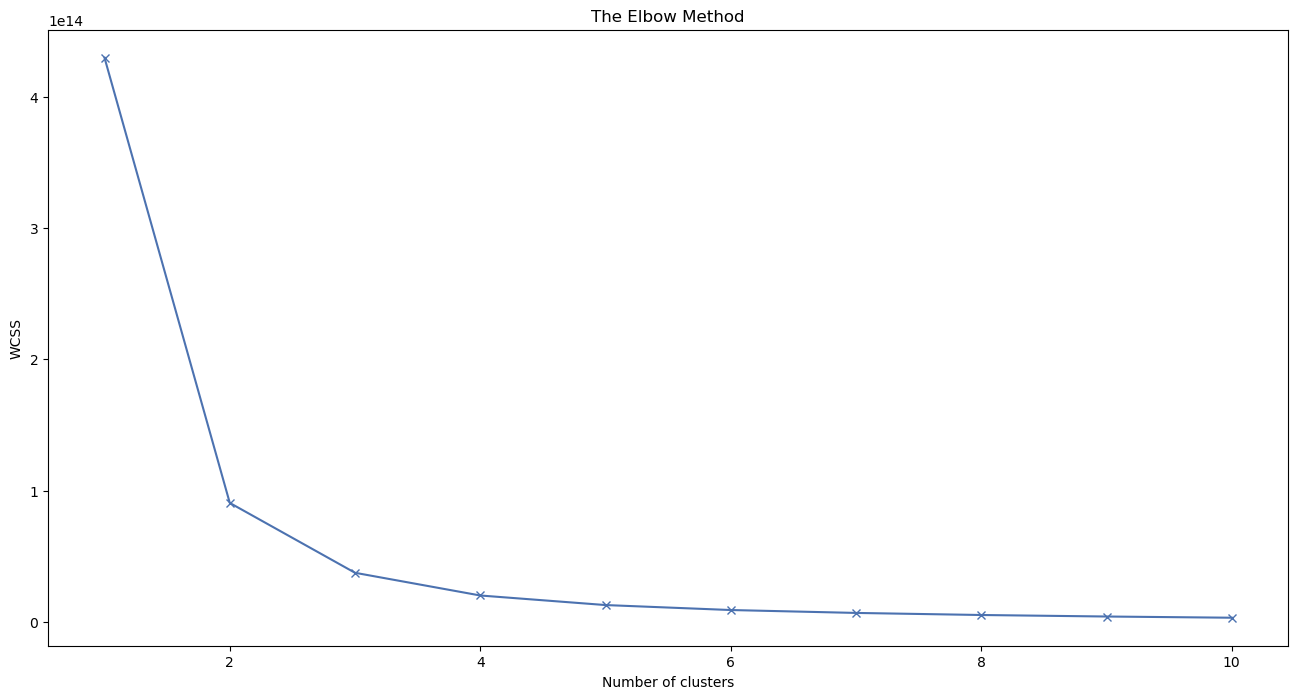 The Elbow Method
1e14
4
3
2
1
0
WCSS
2 4 6 8 10
Number of clusters